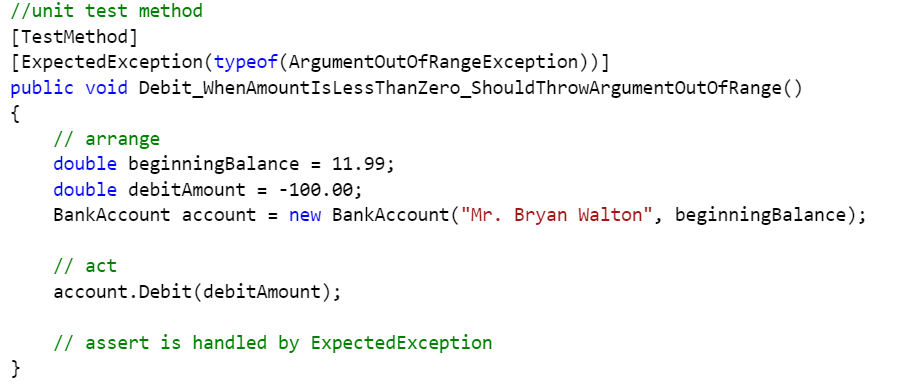 //unit test method
[TestMethod]
[ExpectedException(typeof(ArgumentOutOfRangeException))]
public void Debit_WhenAmountIsLessThanZero_ShouldThrowArgumentOutOfRange()
{
    // arrange
    double beginningBalance = 11.99;
    double debitAmount = -100.00;
    BankAccount account = new BankAccount("Mr. Bryan Walton", beginningBalance);

    // act
    account.Debit(debitAmount);

    // assert is handled by ExpectedException
}